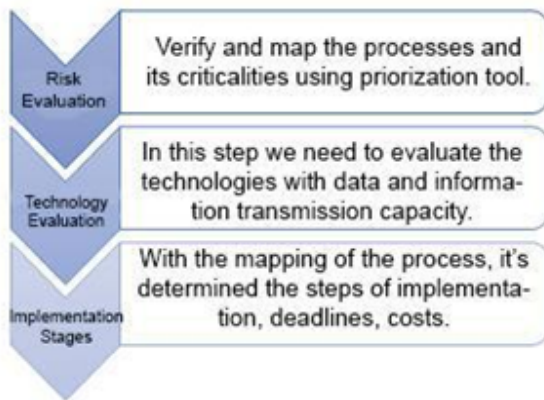 Risk
Evaluation
Verify and map the processes and
its criticalities using priorization tool.
Technology
Evaluation
In this step we need to evaluate the
technologies with data and informa-
tion transmission capacity.
Implementation
Stages
With the mapping of the process, it's
determined the steps of implementa-
tion, deadlines, costs.